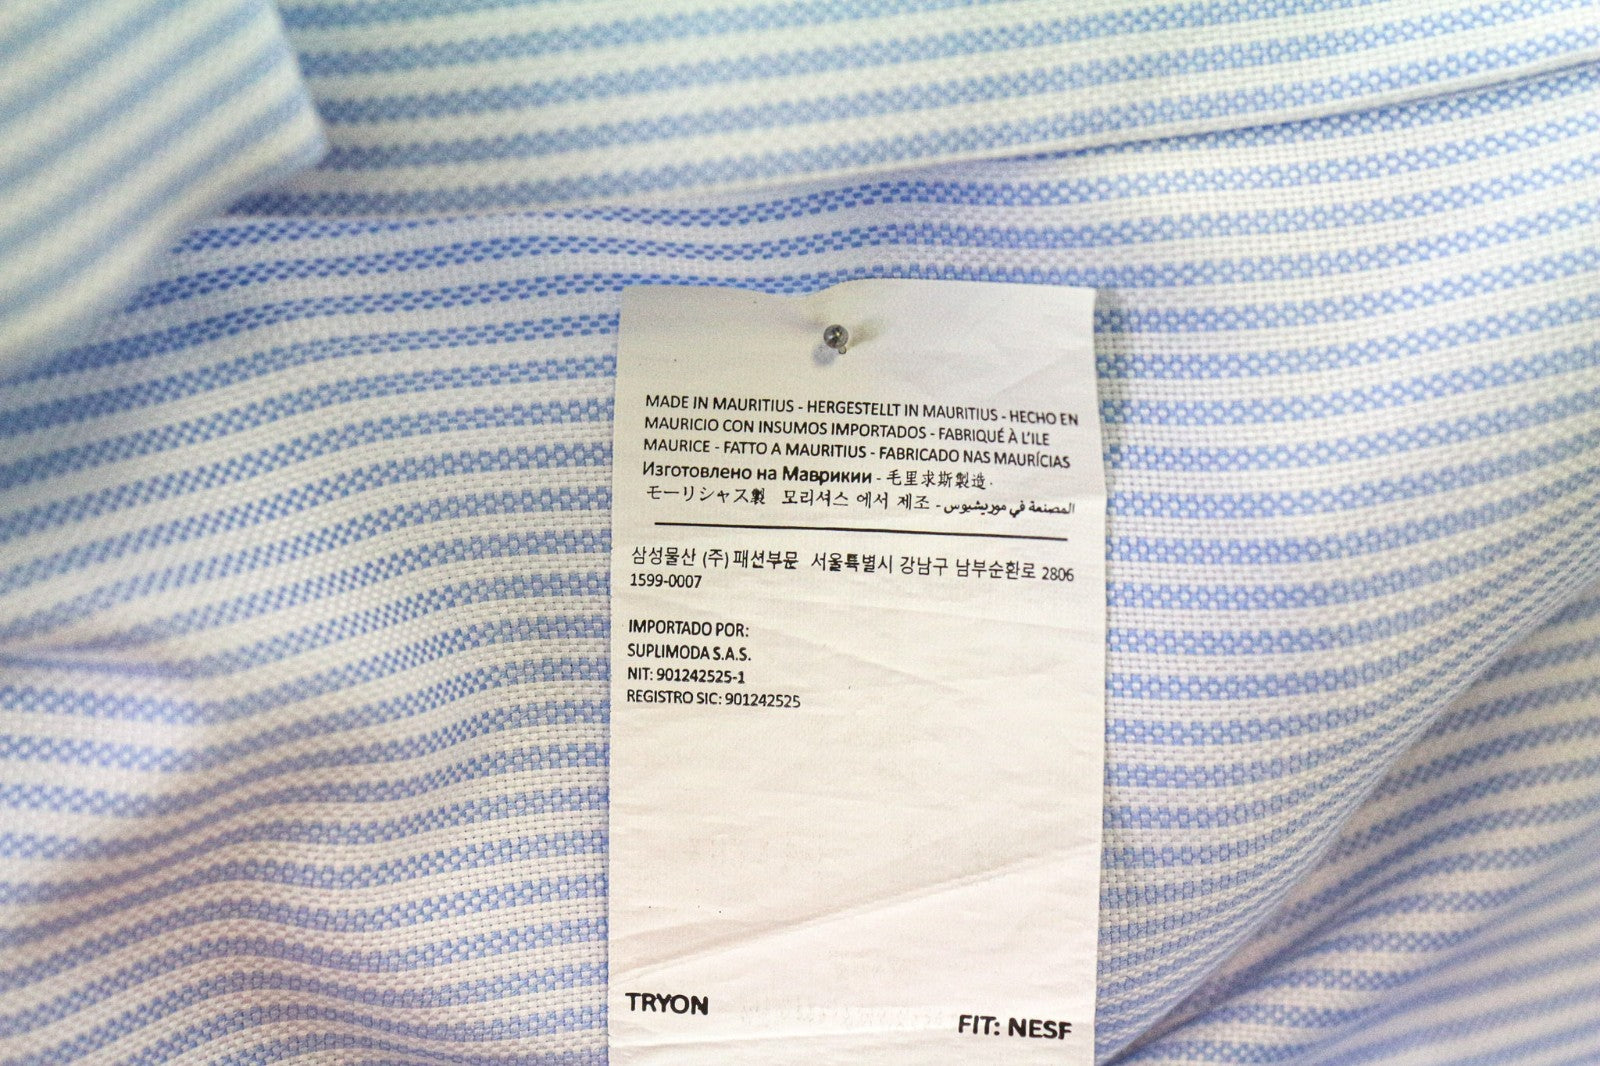 MADE IN MAURITIUS - HERGESTELLT IN MAURITIUS - HECHO EN
MAURICIO CON INSUMOS IMPORTADOS - FABRIQUÉ À L'ILE
MAURICE - FATTO A MAURITIUS - FABRICADO NAS MAURÍCIAS
Изготовлено на Маврикии - 毛里求斯製造.
モーリシャス製 모리셔스 에서 제조 - المصنعة في موريشيوس
삼성물산 (주) 패션부문 서울특별시 강남구 남부순환로 2806
1599-0007
IMPORTADO POR:
SUPLIMODA S.A.S.
NIT: 901242525-1
REGISTRO SIC: 901242525
TRYON
FIT: NESF